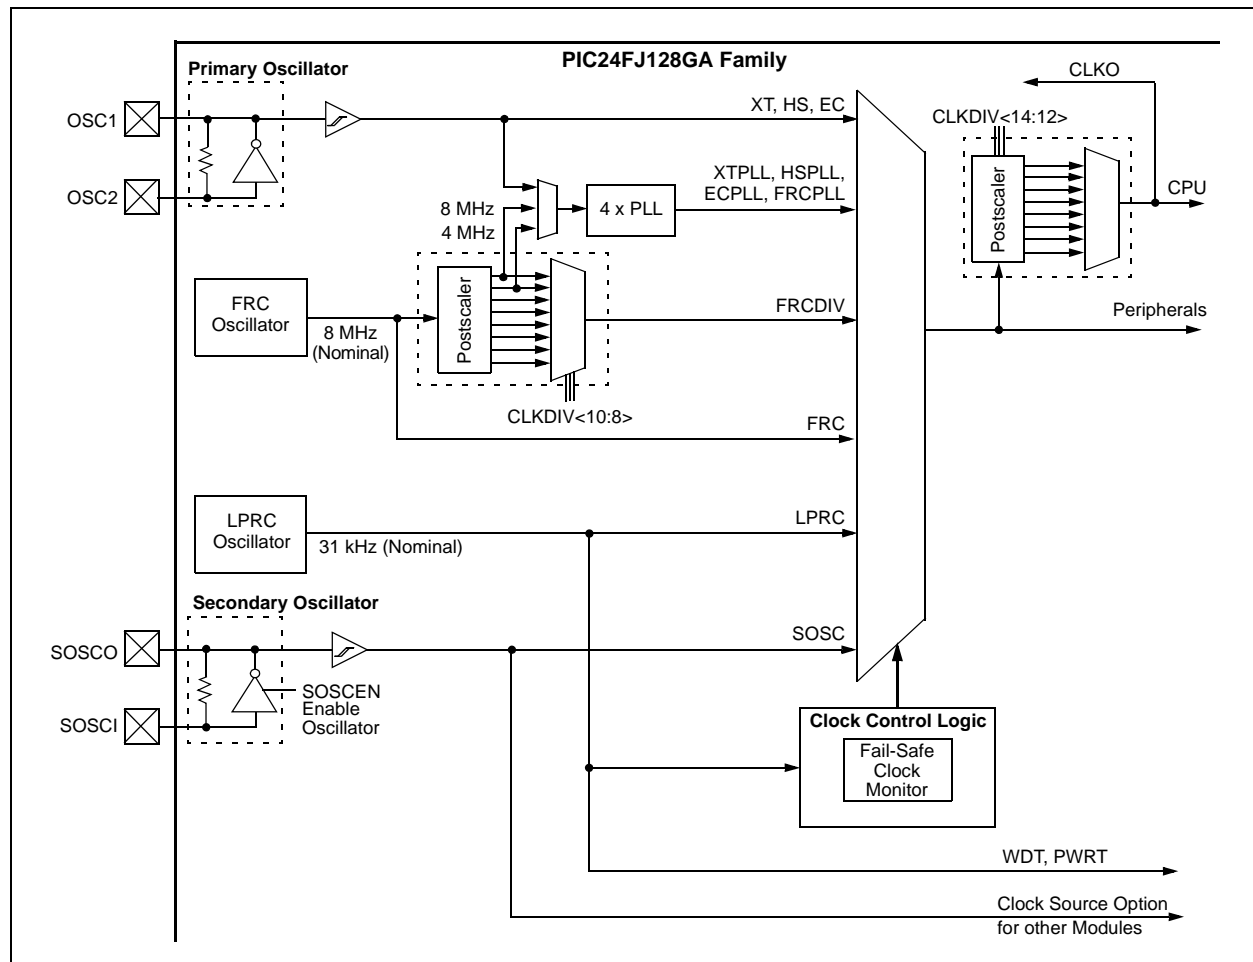 PIC24FJ128GA Family
Primary Oscillator
OSC1
OSC2
XT, HS, EC
CLKO
CLKDIV<14:12>
Postscaler
CPU
XTPLL, HSPLL,
ECPLL, FRCPLL
8 MHz
4 MHz
4 x PLL
FRC
Oscillator
8 MHz
(Nominal)
Postscaler
CLKDIV<10:8>
FRCDIV
Peripherals
FRC
LPRC
Oscillator
31 kHz (Nominal)
LPRC
Secondary Oscillator
SOSCO
SOSCI
SOSCEN
Enable
Oscillator
SOSC
Clock Control Logic
Fail-Safe
Clock
Monitor
WDT, PWRT
Clock Source Option
for other Modules